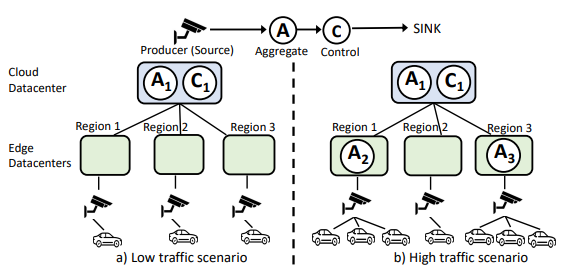 A
C
SINK
Producer (Source)
Aggregate
Control
Cloud
Datacenter
A1 C1
A1 C1
Region 1
Region 2
Region 3
Region 1
Region 2
Region 3
Edge
Datacenters
A2
A3
a) Low traffic scenario
b) High traffic scenario